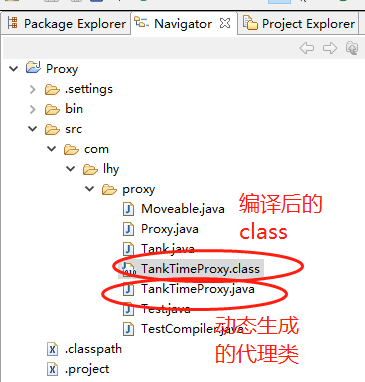 Package Explorer
Navigator
Project Explorer
Proxy
.settings
bin
src
com
lhy
proxy
Moveable.java
Proxy.java
Tank.java
TankTimeProxy.class
TankTimeProxy.java
Test.java
TestCompiler.java
.classpath
.project
编译后的
class
动态生成
的代理类